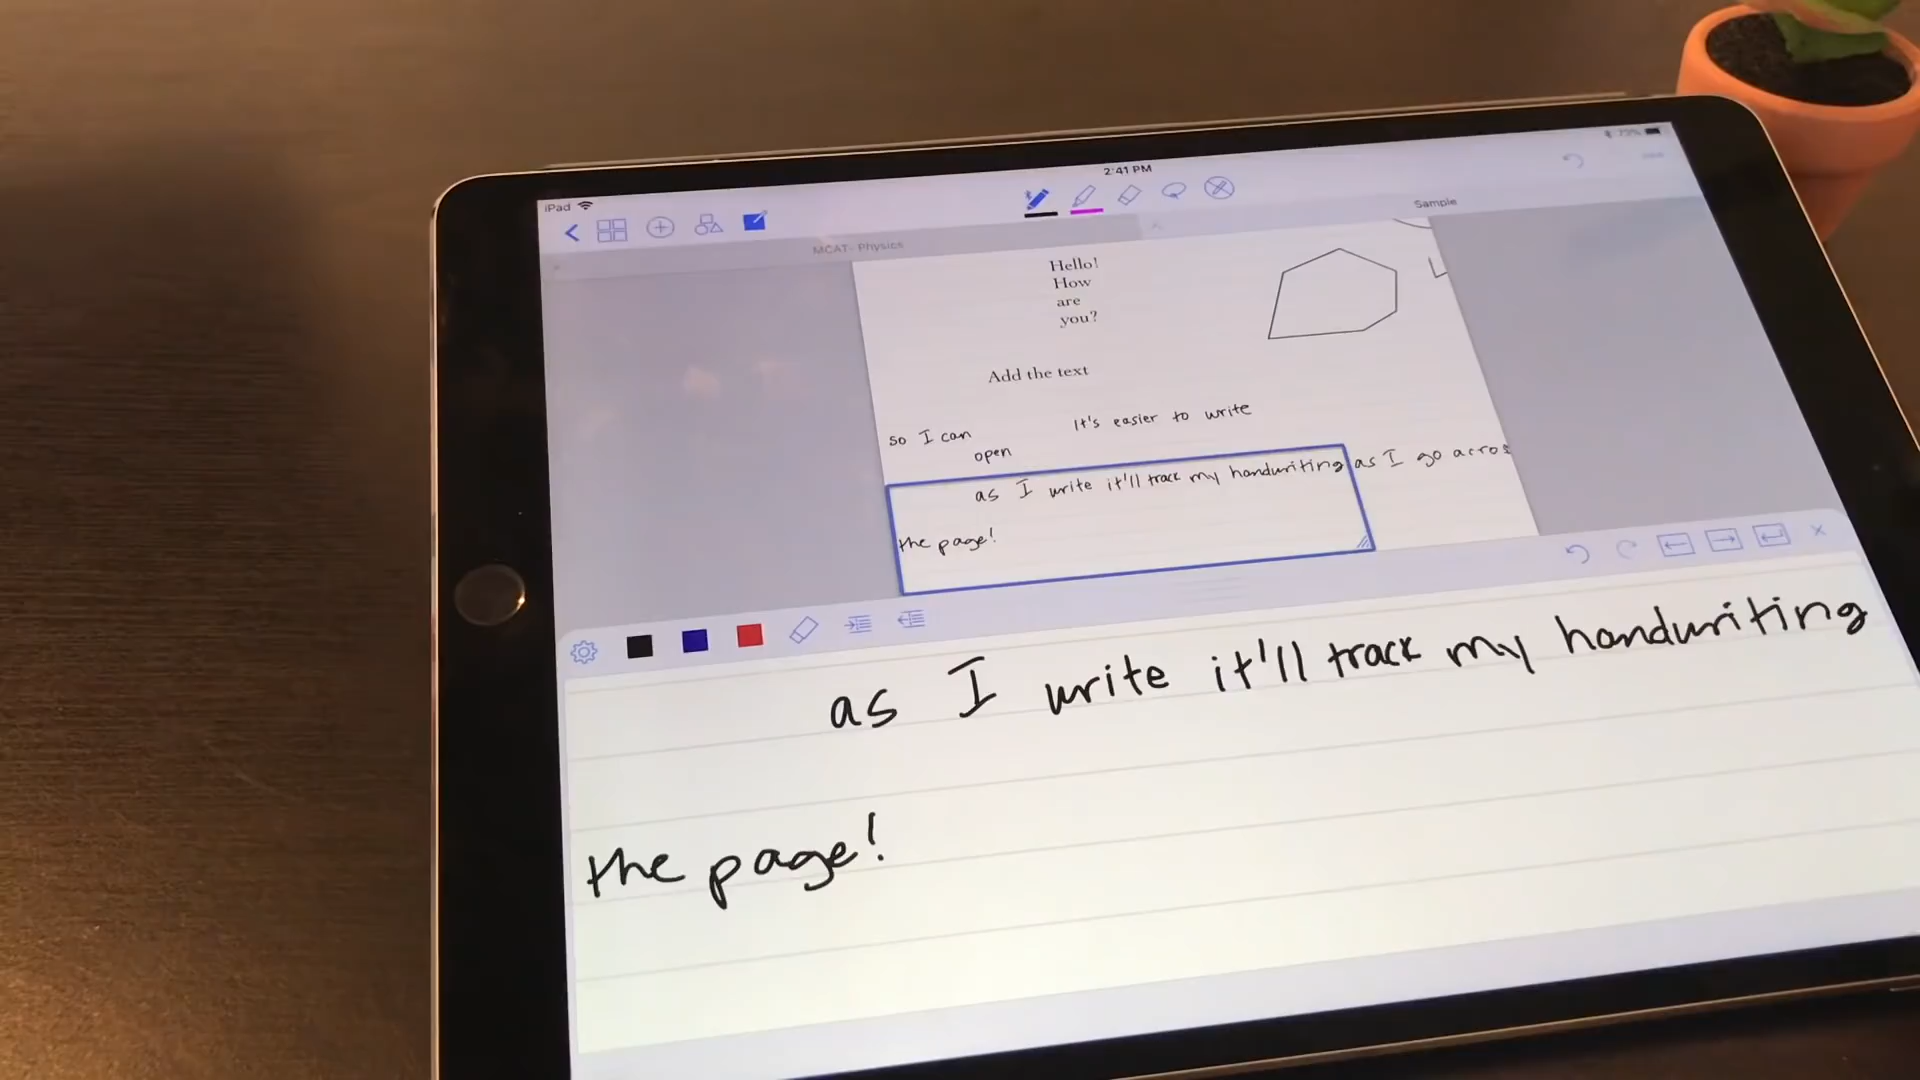 2:41 PM
iPad
73%
Sample
MCAT- Physics
Hello!
How
are
you?
Add the text
so I can
open
It's easier to write
as I write it'll track my handwriting as I go acros
the page!
as I write it'll track my handwriting
the page!